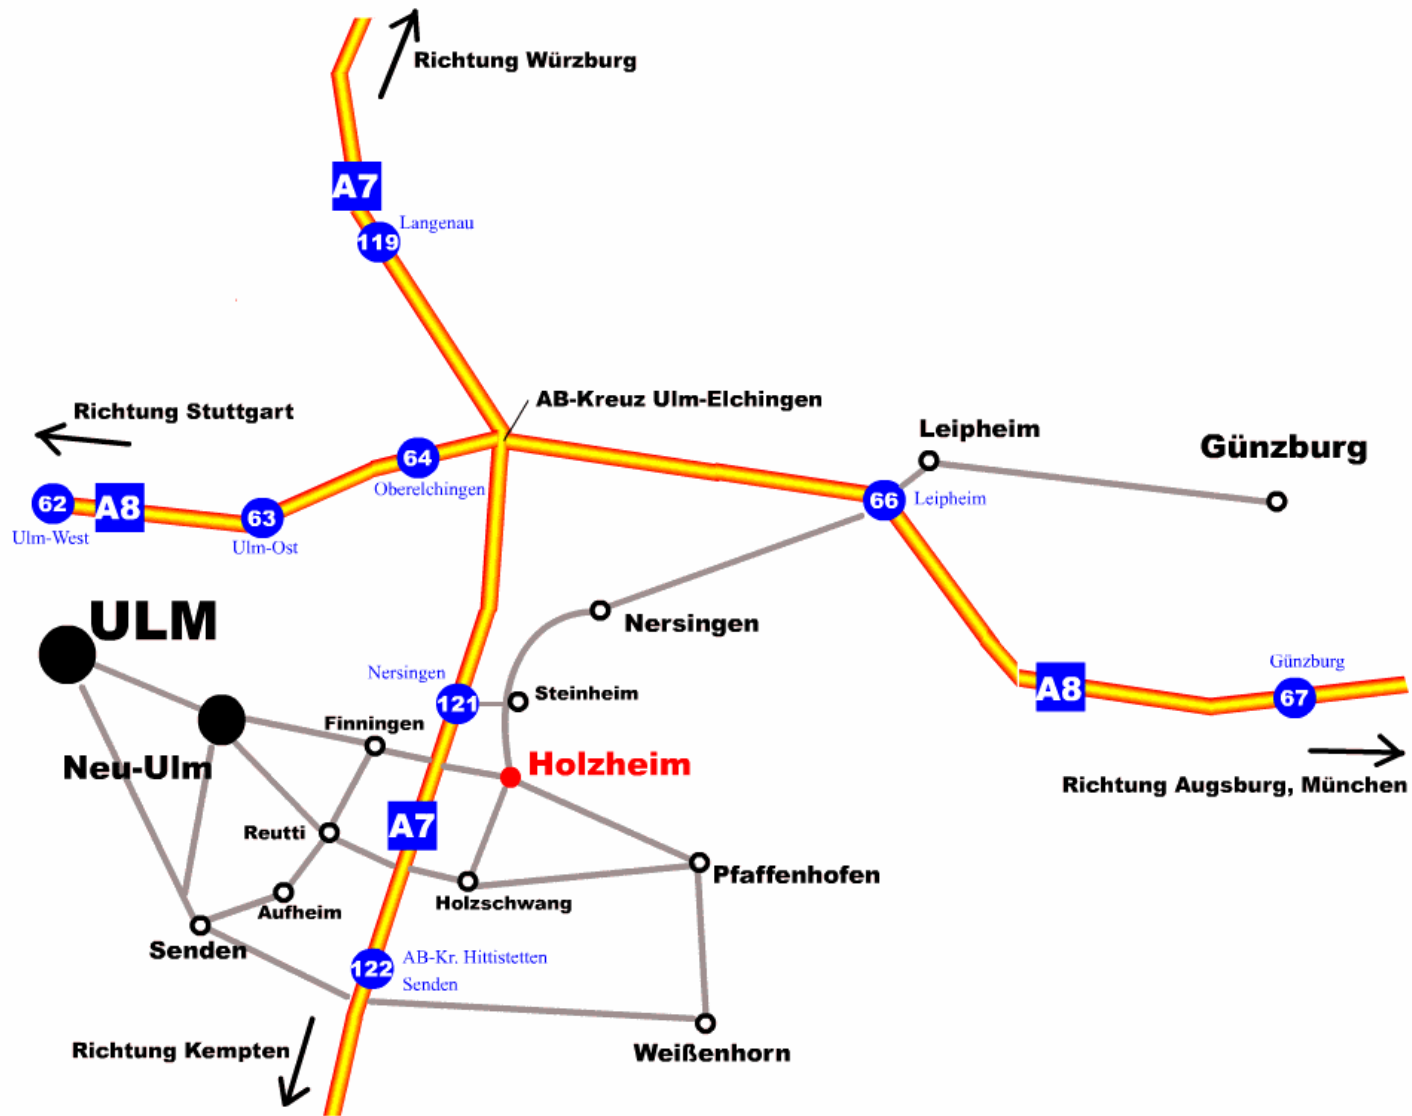 Richtung Würzburg
A7
Langenau
119
AB-Kreuz Ulm-Elchingen
Richtung Stuttgart
Leipheim
Günzburg
64
Oberelchingen
62
A8
63
66
Leipheim
Ulm-West
Ulm-Ost
ULM
Nersingen
Nersingen
121
Steinheim
Günzburg
A8
67
Finningen
Neu-Ulm
Holzheim
Richtung Augsburg, München
Reutti
A7
Pfaffenhofen
Holzschwang
Aufheim
Senden
122
AB-Kr. Hittistetten
Senden
Richtung Kempten
Weißenhorn